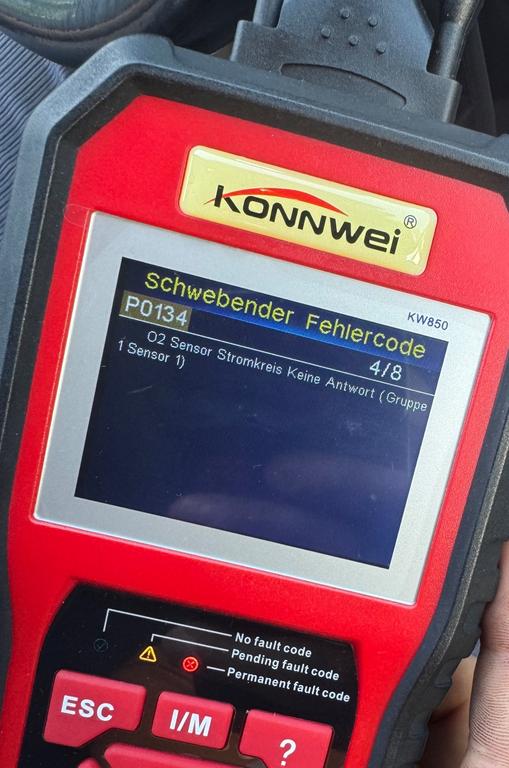 KONNWEI®
KW850
Schwebender Fehlercode
P0134
4/8
O2 Sensor Stromkreis Keine Antwort (Gruppe
1 Sensor 1)
No fault code
Pending fault code
Permanent fault code
ESC
I/M
?